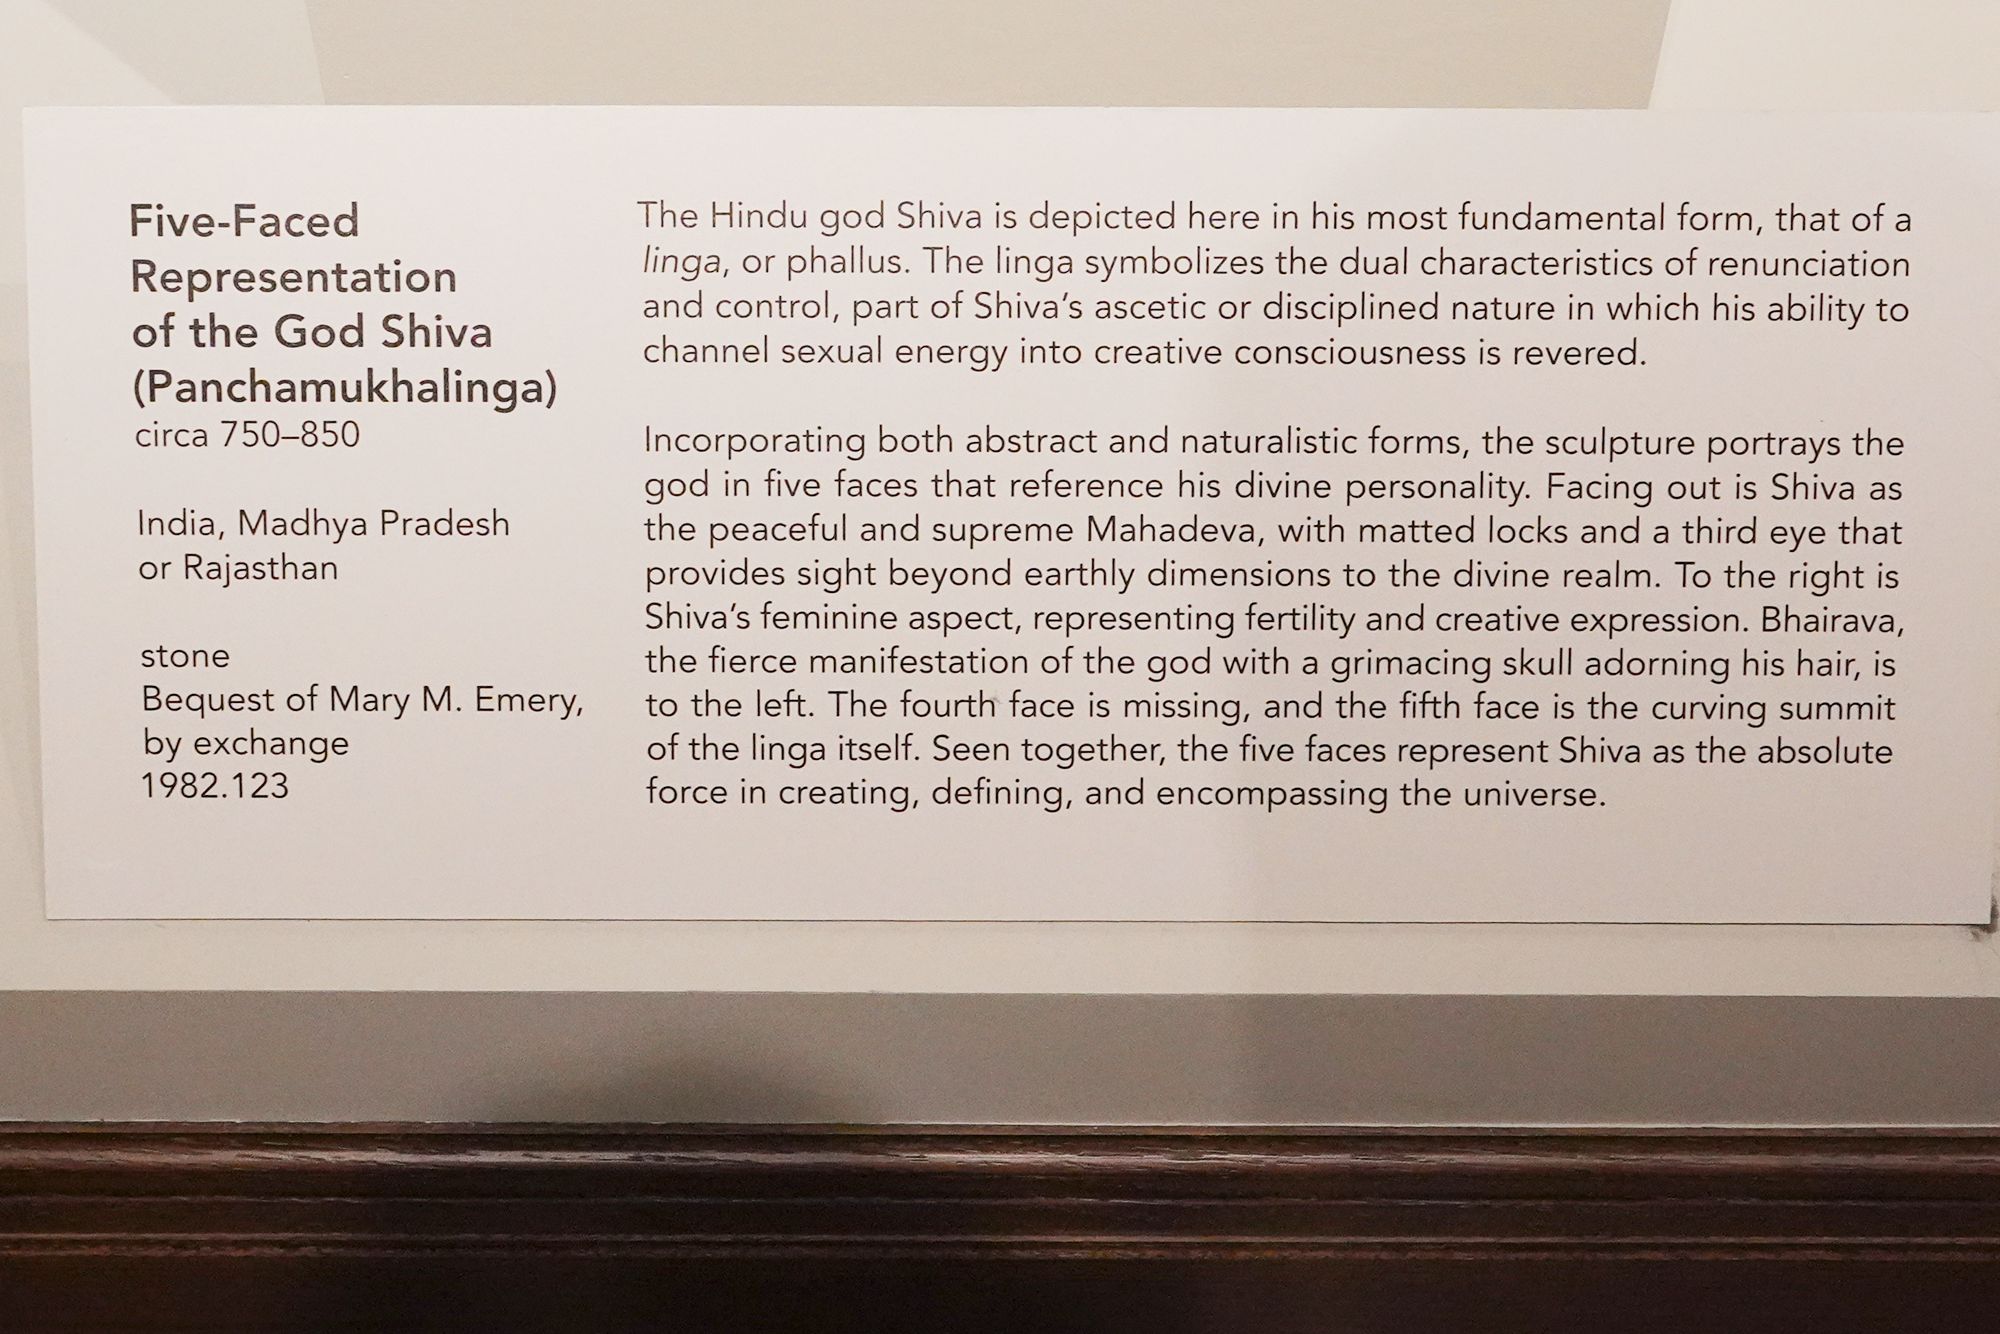 Five-Faced
Representation
of the God Shiva
(Panchamukhalinga)
circa 750–850
India, Madhya Pradesh
or Rajasthan
stone
Bequest of Mary M. Emery,
by exchange
1982.123
The Hindu god Shiva is depicted here in his most fundamental form, that of a
linga, or phallus. The linga symbolizes the dual characteristics of renunciation
and control, part of Shiva’s ascetic or disciplined nature in which his ability to
channel sexual energy into creative consciousness is revered.
Incorporating both abstract and naturalistic forms, the sculpture portrays the
god in five faces that reference his divine personality. Facing out is Shiva as
the peaceful and supreme Mahadeva, with matted locks and a third eye that
provides sight beyond earthly dimensions to the divine realm. To the right is
Shiva’s feminine aspect, representing fertility and creative expression. Bhairava,
the fierce manifestation of the god with a grimacing skull adorning his hair, is
to the left. The fourth face is missing, and the fifth face is the curving summit
of the linga itself. Seen together, the five faces represent Shiva as the absolute
force in creating, defining, and encompassing the universe.